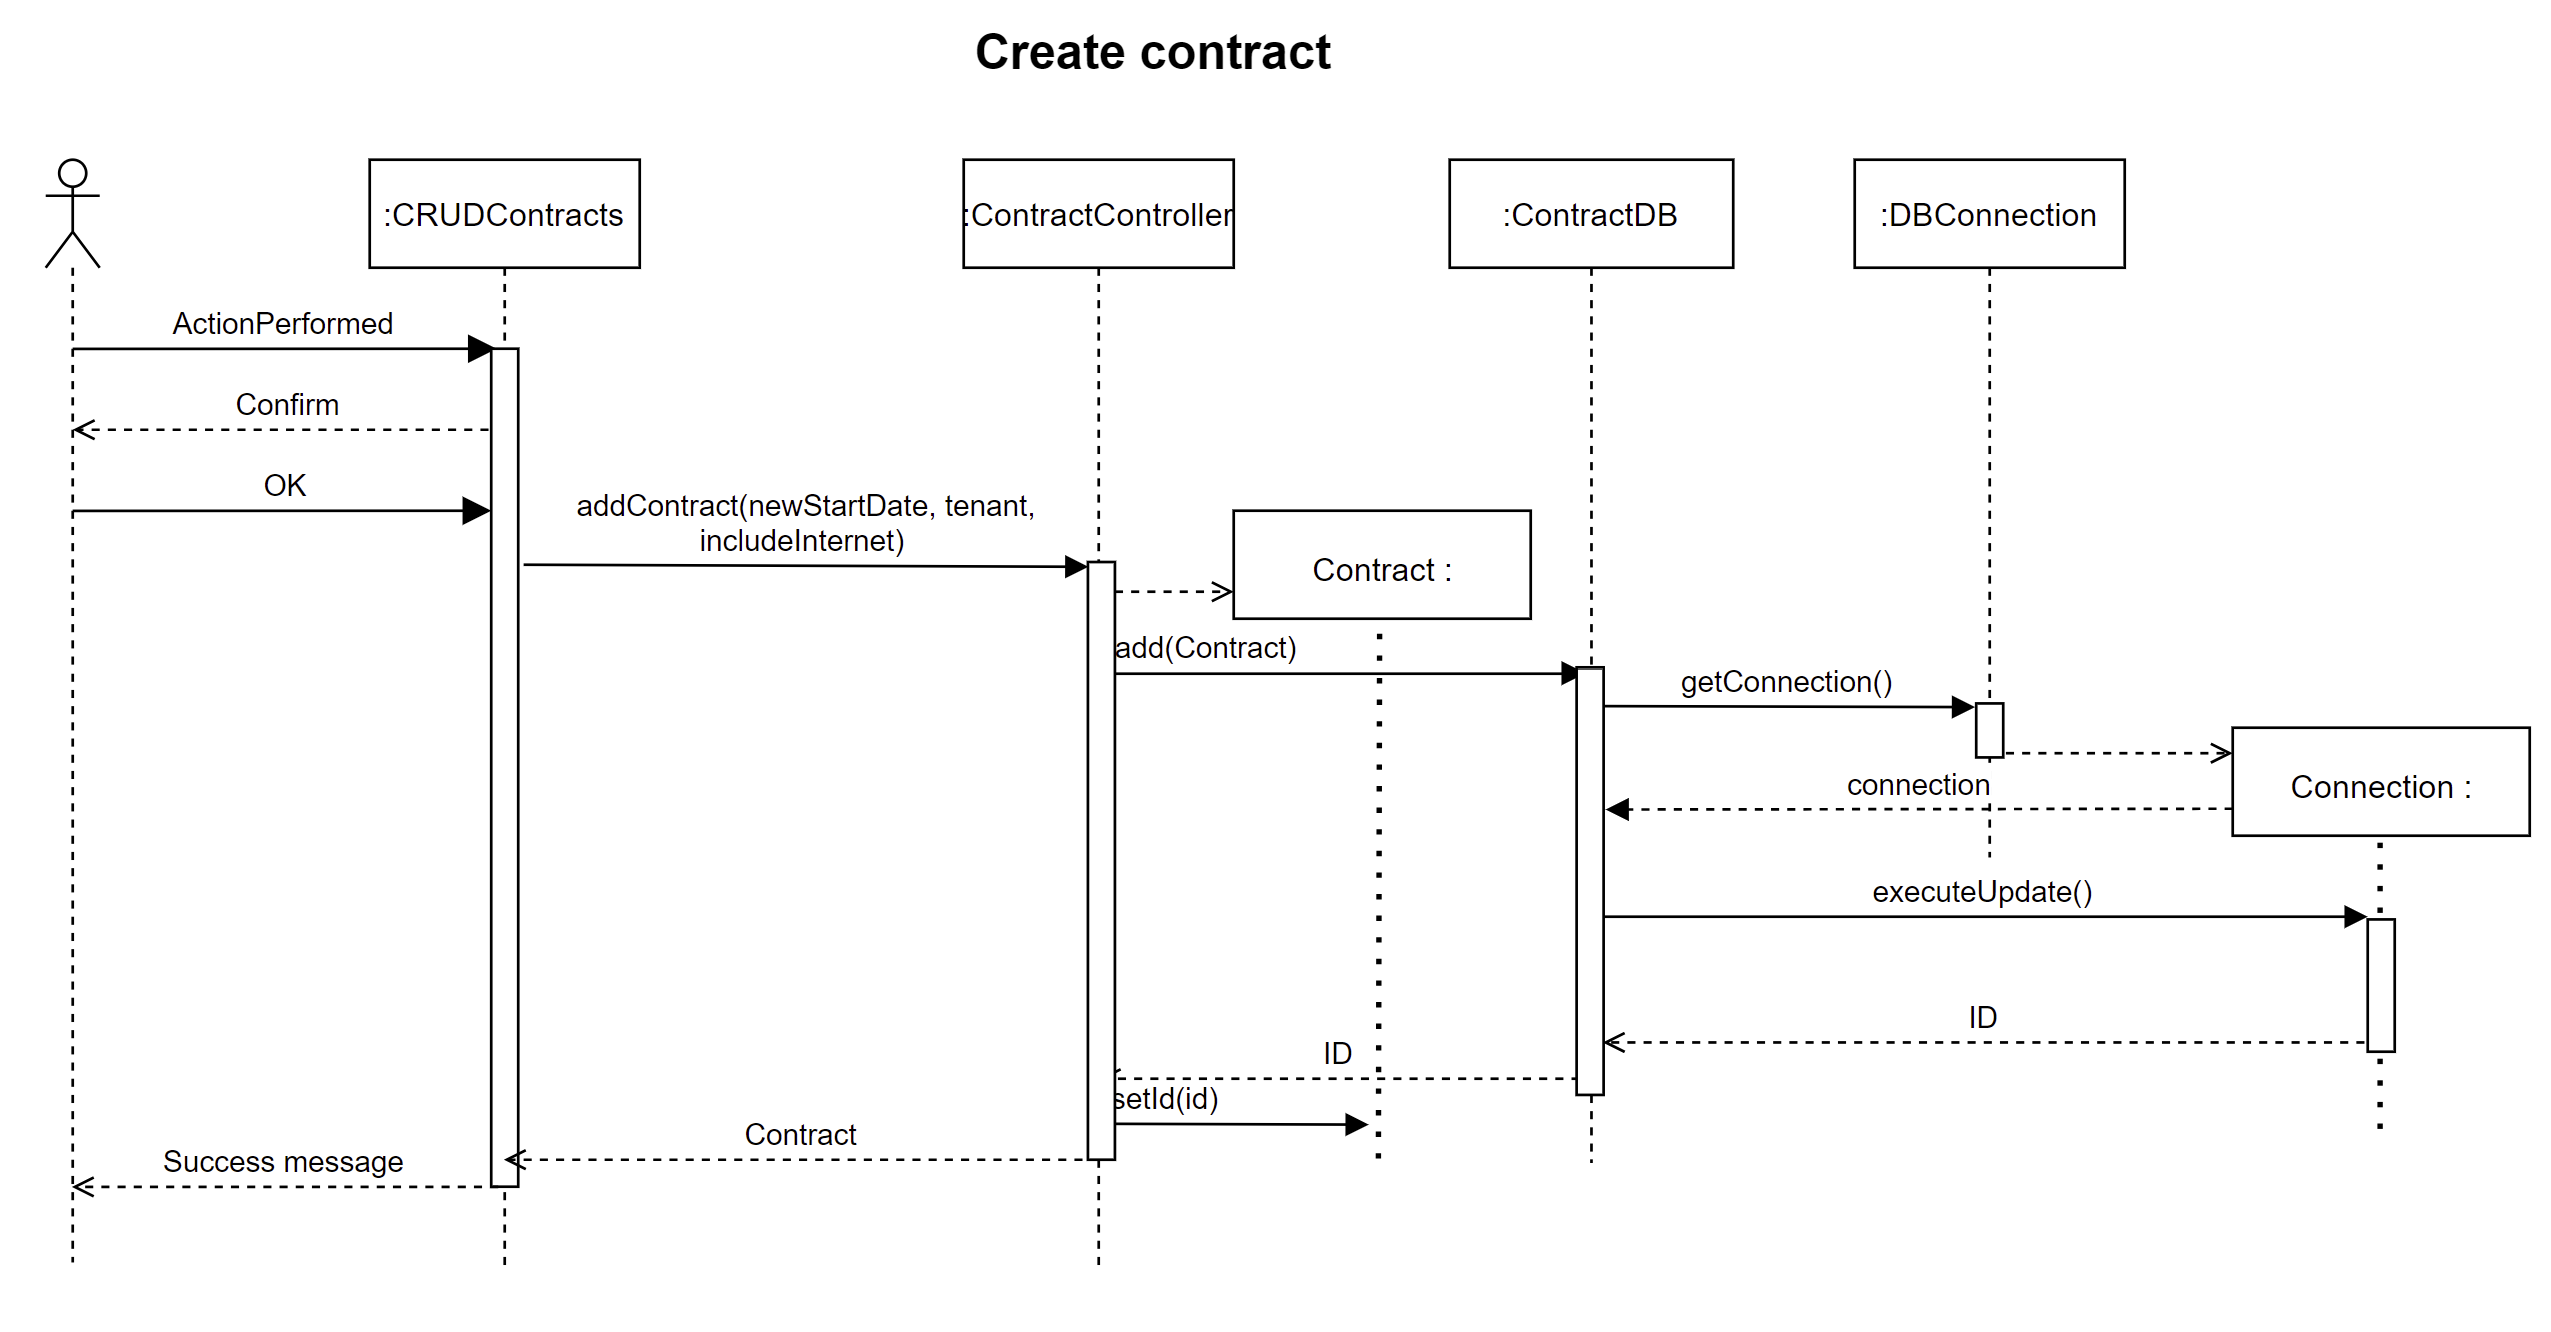 Create contract
:CRUDContracts
:ContractController
:ContractDB
:DBConnection
ActionPerformed
Confirm
OK
addContract(newStartDate, tenant,
includeInternet)
Contract :
add(Contract)
getConnection()
connection
Connection :
executeUpdate()
ID
ID
setId(id)
Contract
Success message